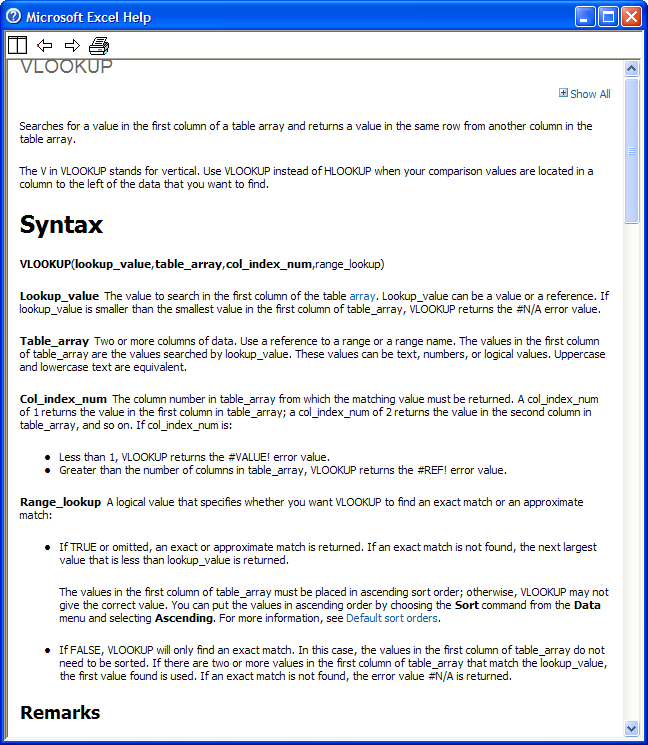 Microsoft Excel Help
VLOOKUP
Show All
Searches for a value in the first column of a table array and returns a value in the same row from another column in the
table array.
The V in VLOOKUP stands for vertical. Use VLOOKUP instead of HLOOKUP when your comparison values are located in a
column to the left of the data that you want to find.
Syntax
VLOOKUP(lookup_value,table_array,col_index_num,range_lookup)
Lookup_value  The value to search in the first column of the table array. Lookup_value can be a value or a reference. If
lookup_value is smaller than the smallest value in the first column of table_array, VLOOKUP returns the #N/A error value.
Table_array  Two or more columns of data. Use a reference to a range or a range name. The values in the first column
of table_array are the values searched by lookup_value. These values can be text, numbers, or logical values. Uppercase
and lowercase text are equivalent.
Col_index_num  The column number in table_array from which the matching value must be returned. A col_index_num
of 1 returns the value in the first column in table_array; a col_index_num of 2 returns the value in the second column in
table_array, and so on. If col_index_num is:
• Less than 1, VLOOKUP returns the #VALUE! error value.
• Greater than the number of columns in table_array, VLOOKUP returns the #REF! error value.
Range_lookup  A logical value that specifies whether you want VLOOKUP to find an exact match or an approximate
match:
• If TRUE or omitted, an exact or approximate match is returned. If an exact match is not found, the next largest
value that is less than lookup_value is returned.
The values in the first column of table_array must be placed in ascending sort order; otherwise, VLOOKUP may not
give the correct value. You can put the values in ascending order by choosing the Sort command from the Data
menu and selecting Ascending. For more information, see Default sort orders.
• If FALSE, VLOOKUP will only find an exact match. In this case, the values in the first column of table_array do not
need to be sorted. If there are two or more values in the first column of table_array that match the lookup_value,
the first value found is used. If an exact match is not found, the error value #N/A is returned.
Remarks